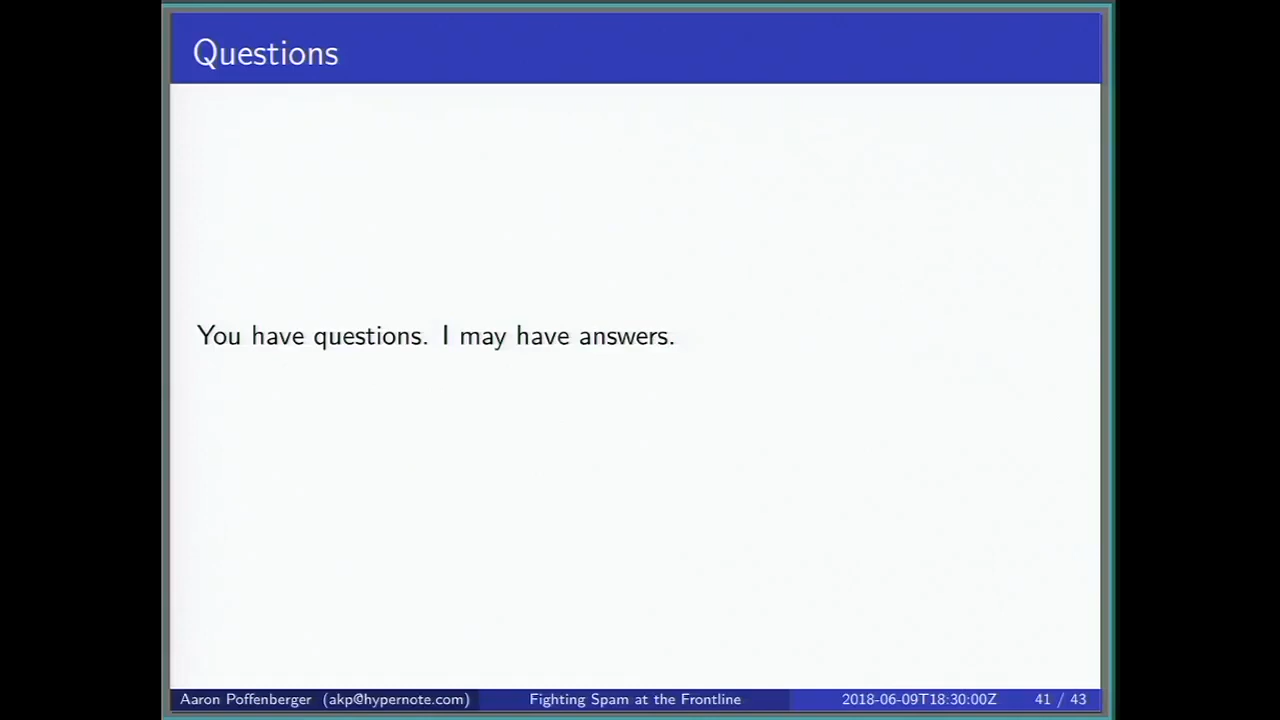 Questions
You have questions. I may have answers.
Aaron Poffenberger (akp@hypernote.com) Fighting Spam at the Frontline 2018-06-09T18:30:00Z 41 / 43